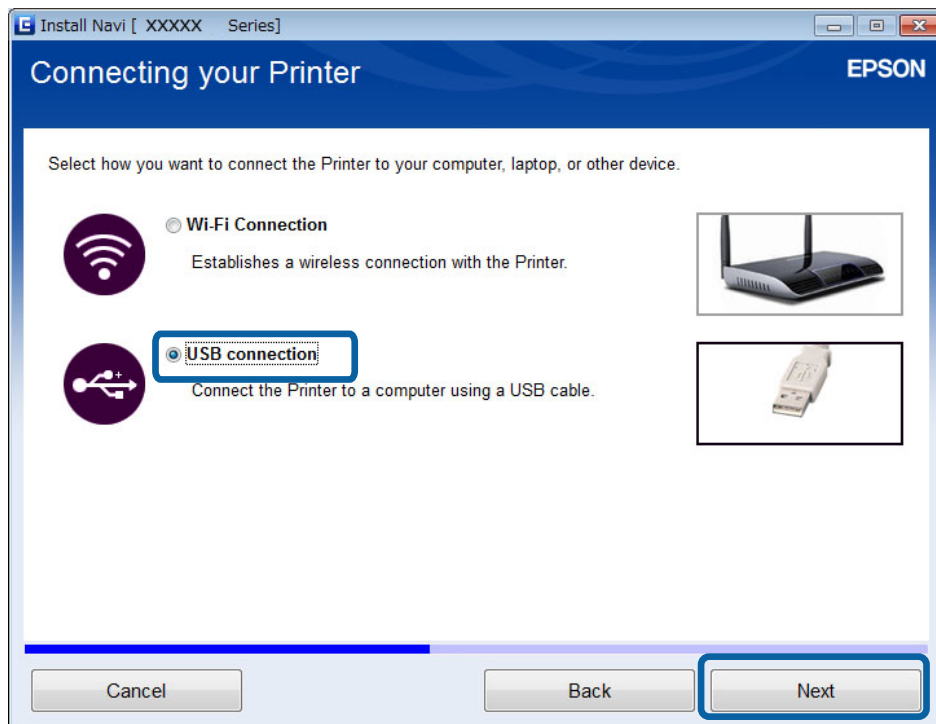 Install Navi [ XXXXX Series]
Connecting your Printer
EPSON
Select how you want to connect the Printer to your computer, laptop, or other device.
Wi-Fi Connection
Establishes a wireless connection with the Printer.
USB connection
Connect the Printer to a computer using a USB cable.
Cancel
Back
Next